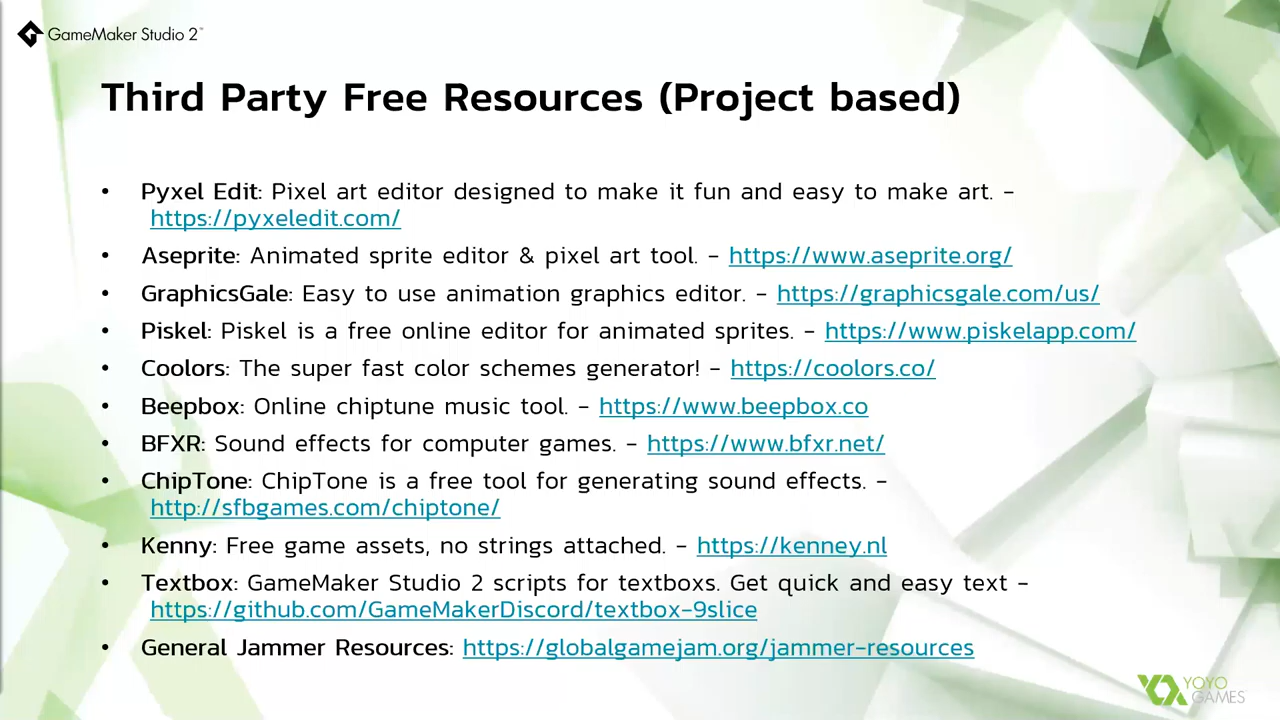 GameMaker Studio 2™
Third Party Free Resources (Project based)
• Pyxel Edit: Pixel art editor designed to make it fun and easy to make art. -
https://pyxeledit.com/
• Aseprite: Animated sprite editor & pixel art tool. - https://www.aseprite.org/
• GraphicsGale: Easy to use animation graphics editor. - https://graphicsgale.com/us/
• Piskel: Piskel is a free online editor for animated sprites. - https://www.piskelapp.com/
• Coolors: The super fast color schemes generator! - https://coolors.co/
• Beepbox: Online chiptune music tool. - https://www.beepbox.co
• BFXR: Sound effects for computer games. - https://www.bfxr.net/
• ChipTone: ChipTone is a free tool for generating sound effects. -
http://sfbgames.com/chiptone/
• Kenny: Free game assets, no strings attached. - https://kenney.nl
• Textbox: GameMaker Studio 2 scripts for textboxs. Get quick and easy text -
https://github.com/GameMakerDiscord/textbox-9slice
• General Jammer Resources: https://globalgamejam.org/jammer-resources
YOYO
GAMES